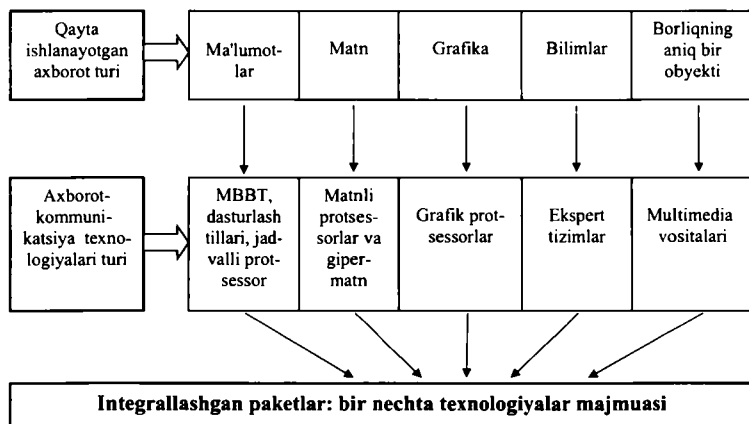 Qayta
ishlanayotgan
axborot turi
Ma'lumot-
lar
Matn
Grafika
Bilimlar
Borliqning
aniq bir
obyekti
Axborot-
kommuni-
katsiya texno-
logiyalari turi
MBBT,
dasturlash
tillari, jad-
valli prot-
sessor
Matnli
protses-
sorlar va
giper-
matn
Grafik prot-
sessorlar
Ekspert
tizimlar
Multimedia
vositalari
Integrallashgan paketlar: bir nechta texnologiyalar majmuasi